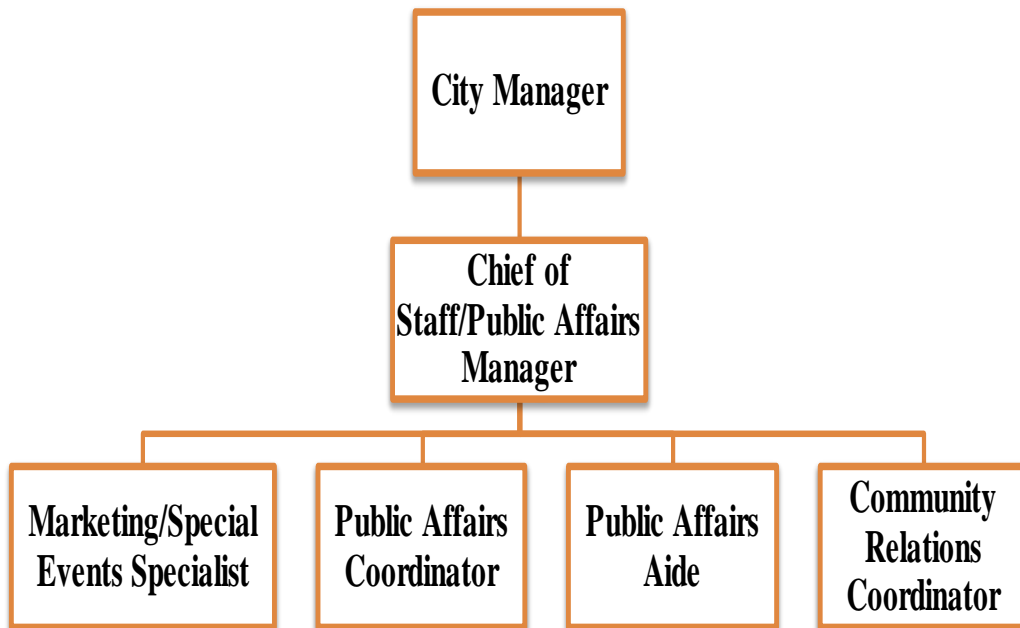 City Manager
Chief of
Staff/Public Affairs
Manager
Marketing/Special
Events Specialist
Public Affairs
Coordinator
Public Affairs
Aide
Community
Relations
Coordinator